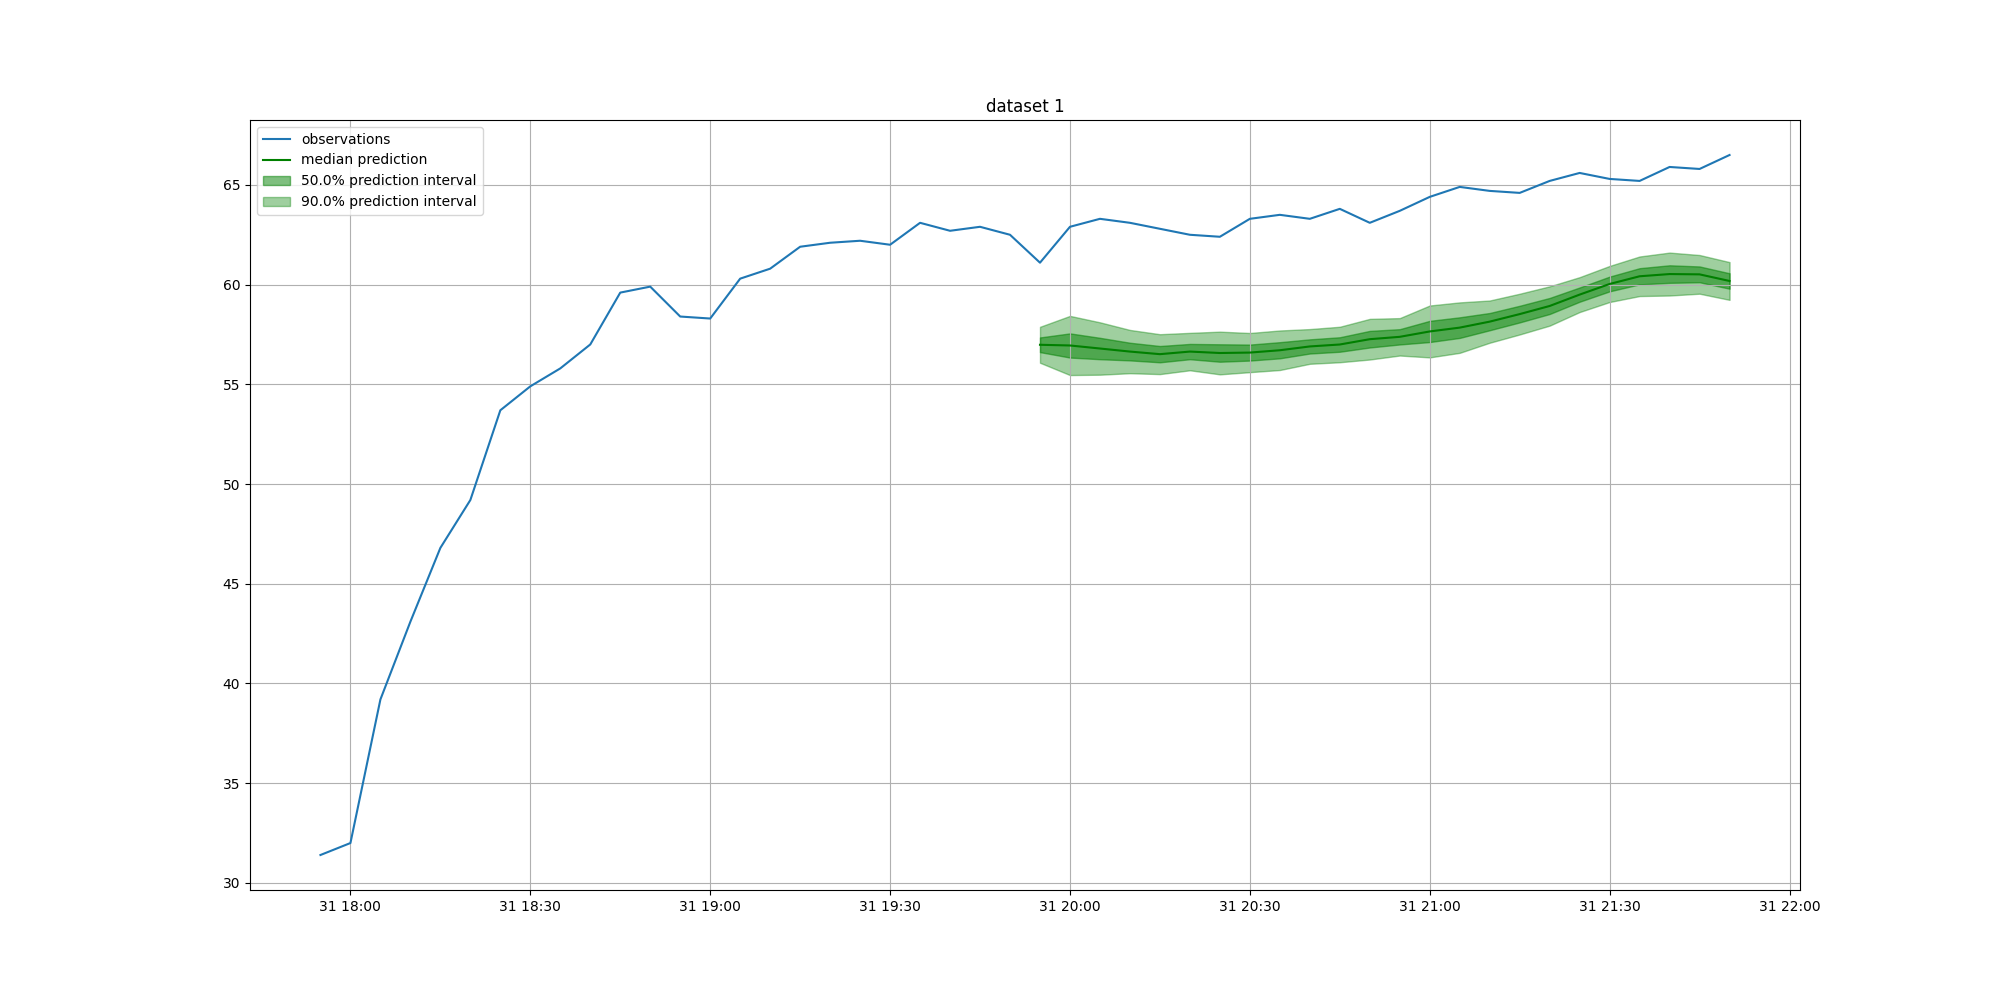 dataset 1
observations
median prediction
50.0% prediction interval
90.0% prediction interval
65
60
55
50
45
40
35
30
31 18:00 31 18:30 31 19:00 31 19:30 31 20:00 31 20:30 31 21:00 31 21:30 31 22:00